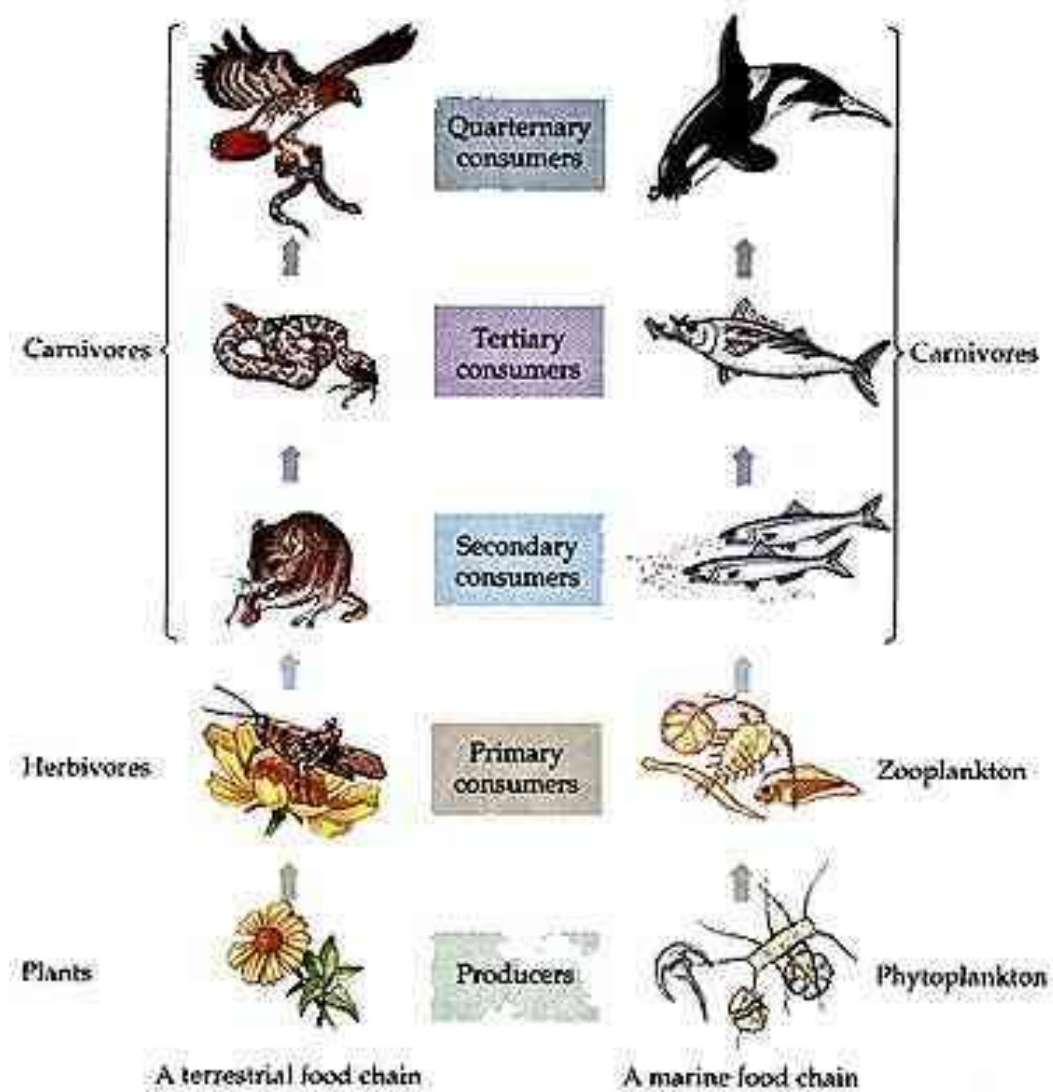 Quarternary
consumers
Carnivores
Tertiary
consumers
Carnivores
Secondary
consumers
Herbivores
Primary
consumers
Zooplankton
Plants
Producers
Phytoplankton
A terrestrial food chain
A marine food chain